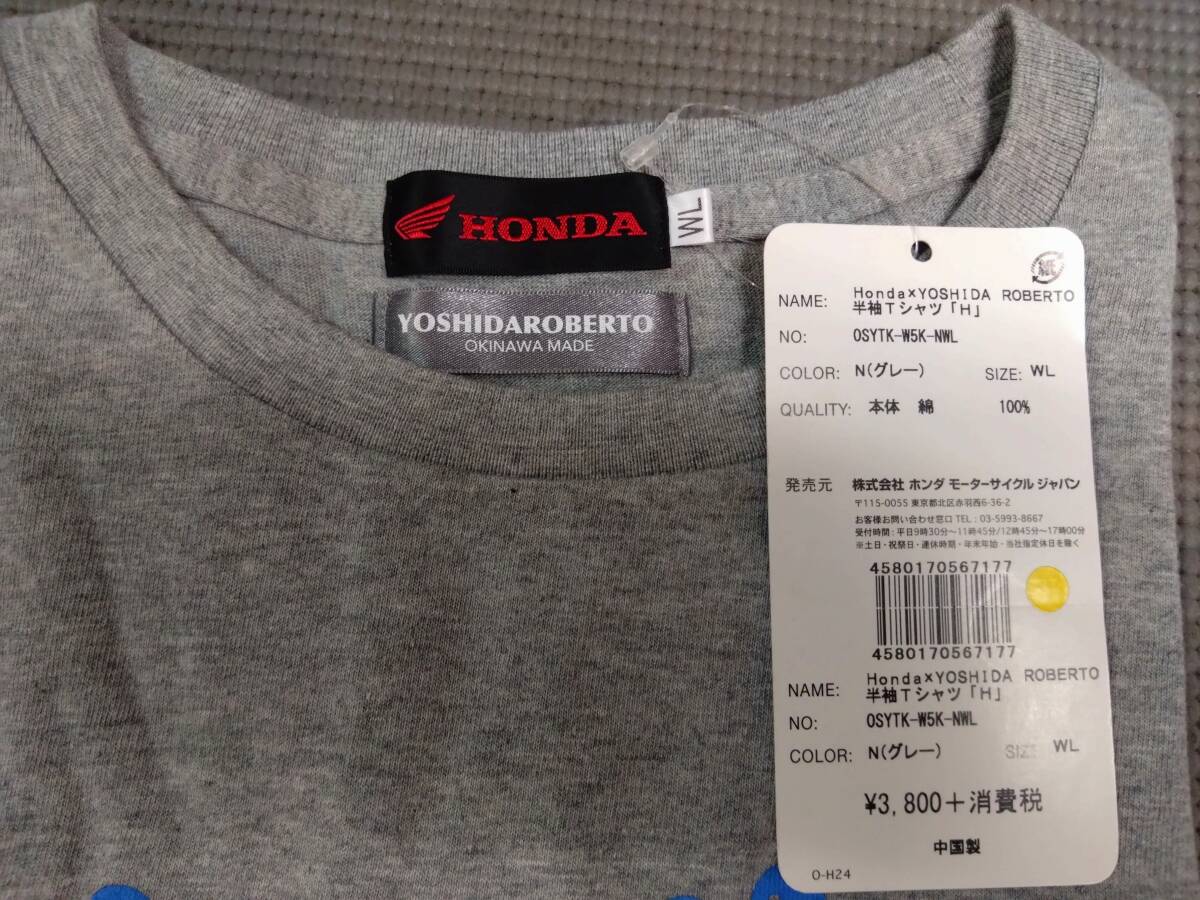 HONDA
WL
YOSHIDAROBERTO
OKINAWA MADE
NAME: Honda×YOSHIDA ROBERTO
半袖Tシャツ「H」
NO: OSYTK-W5K-NWL
COLOR: N(グレー) SIZE: WL
QUALITY: 本体 綿 100%
発売元 株式会社 ホンダ モーターサイクル ジャパン
〒115-0055 東京都北区赤羽西6-36-2
お客様お問い合わせ窓口 TEL : 03-5993-8667
受付時間 : 平日9時30分～11時45分/12時45分～17時00分
※土日・祝祭日・連休時期・年末年始・当社指定休日を除く
4580170567177
4580170567177
NAME: Honda×YOSHIDA ROBERTO
半袖Tシャツ「H」
NO: OSYTK-W5K-NWL
COLOR: N(グレー) SIZE: WL
¥3,800+消費税
中国製
O-H24